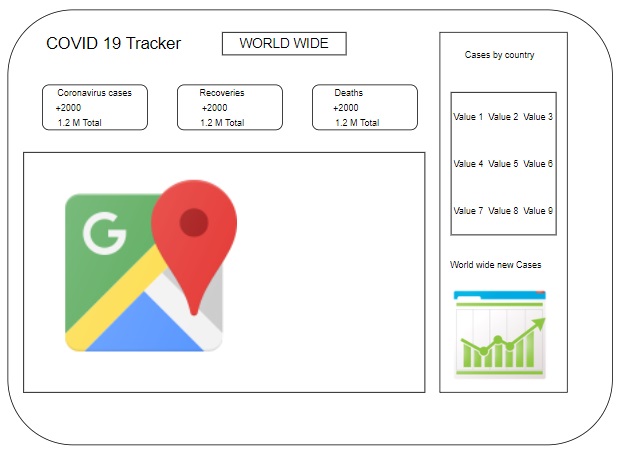 COVID 19 Tracker
WORLD WIDE
Coronavirus cases
+2000
1.2 M Total
Recoveries
+2000
1.2 M Total
Deaths
+2000
1.2 M Total
G
Cases by country
Value 1 Value 2 Value 3
Value 4 Value 5 Value 6
Value 7 Value 8 Value 9
World wide new Cases